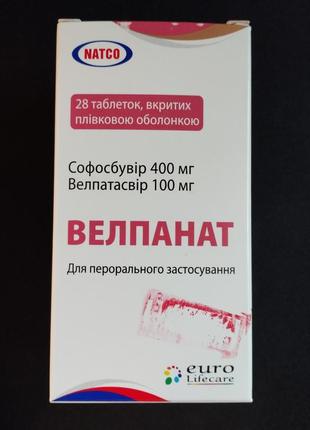 NATCO
28 таблеток, вкритих
плівковою оболонкою
Софосбувір 400 мг
Велпатасвір 100 мг
ВЕЛПАНАТ
Для перорального застосування
euro
Lifecare